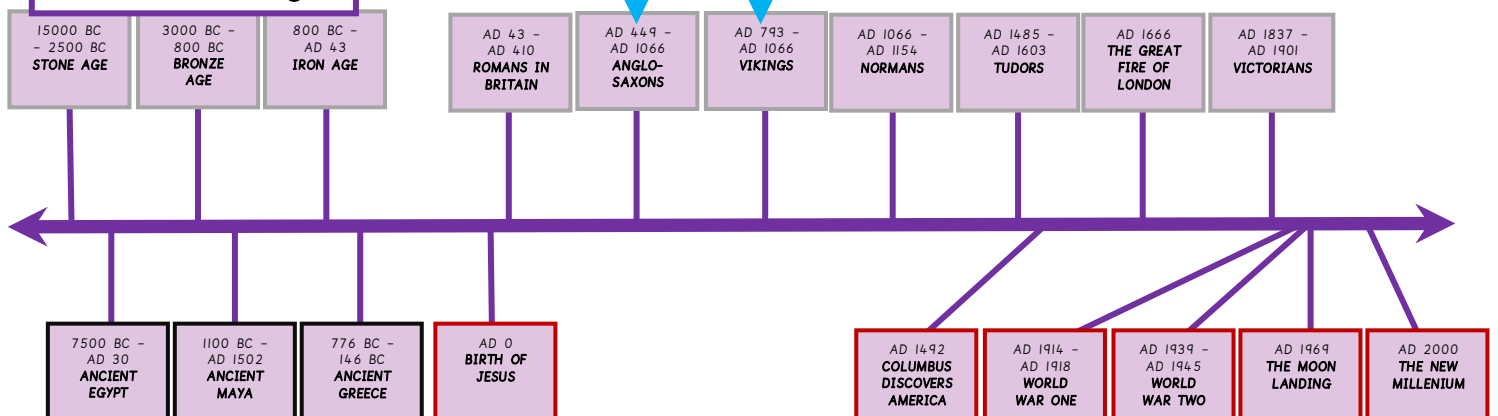 15000 BC
– 2500 BC
STONE AGE
3000 BC –
800 BC
BRONZE
AGE
800 BC –
AD 43
IRON AGE
AD 43 –
AD 410
ROMANS IN
BRITAIN
AD 449 –
AD 1066
ANGLO-
SAXONS
AD 793 –
AD 1066
VIKINGS
AD 1066 –
AD 1154
NORMANS
AD 1485 –
AD 1603
TUDORS
AD 1666
THE GREAT
FIRE OF
LONDON
AD 1837 –
AD 1901
VICTORIANS
7500 BC –
AD 30
ANCIENT
EGYPT
1100 BC –
AD 1502
ANCIENT
MAYA
776 BC –
146 BC
ANCIENT
GREECE
AD 0
BIRTH OF
JESUS
AD 1492
COLUMBUS
DISCOVERS
AMERICA
AD 1914 –
AD 1918
WORLD
WAR ONE
AD 1939 –
AD 1945
WORLD
WAR TWO
AD 1969
THE MOON
LANDING
AD 2000
THE NEW
MILLENIUM